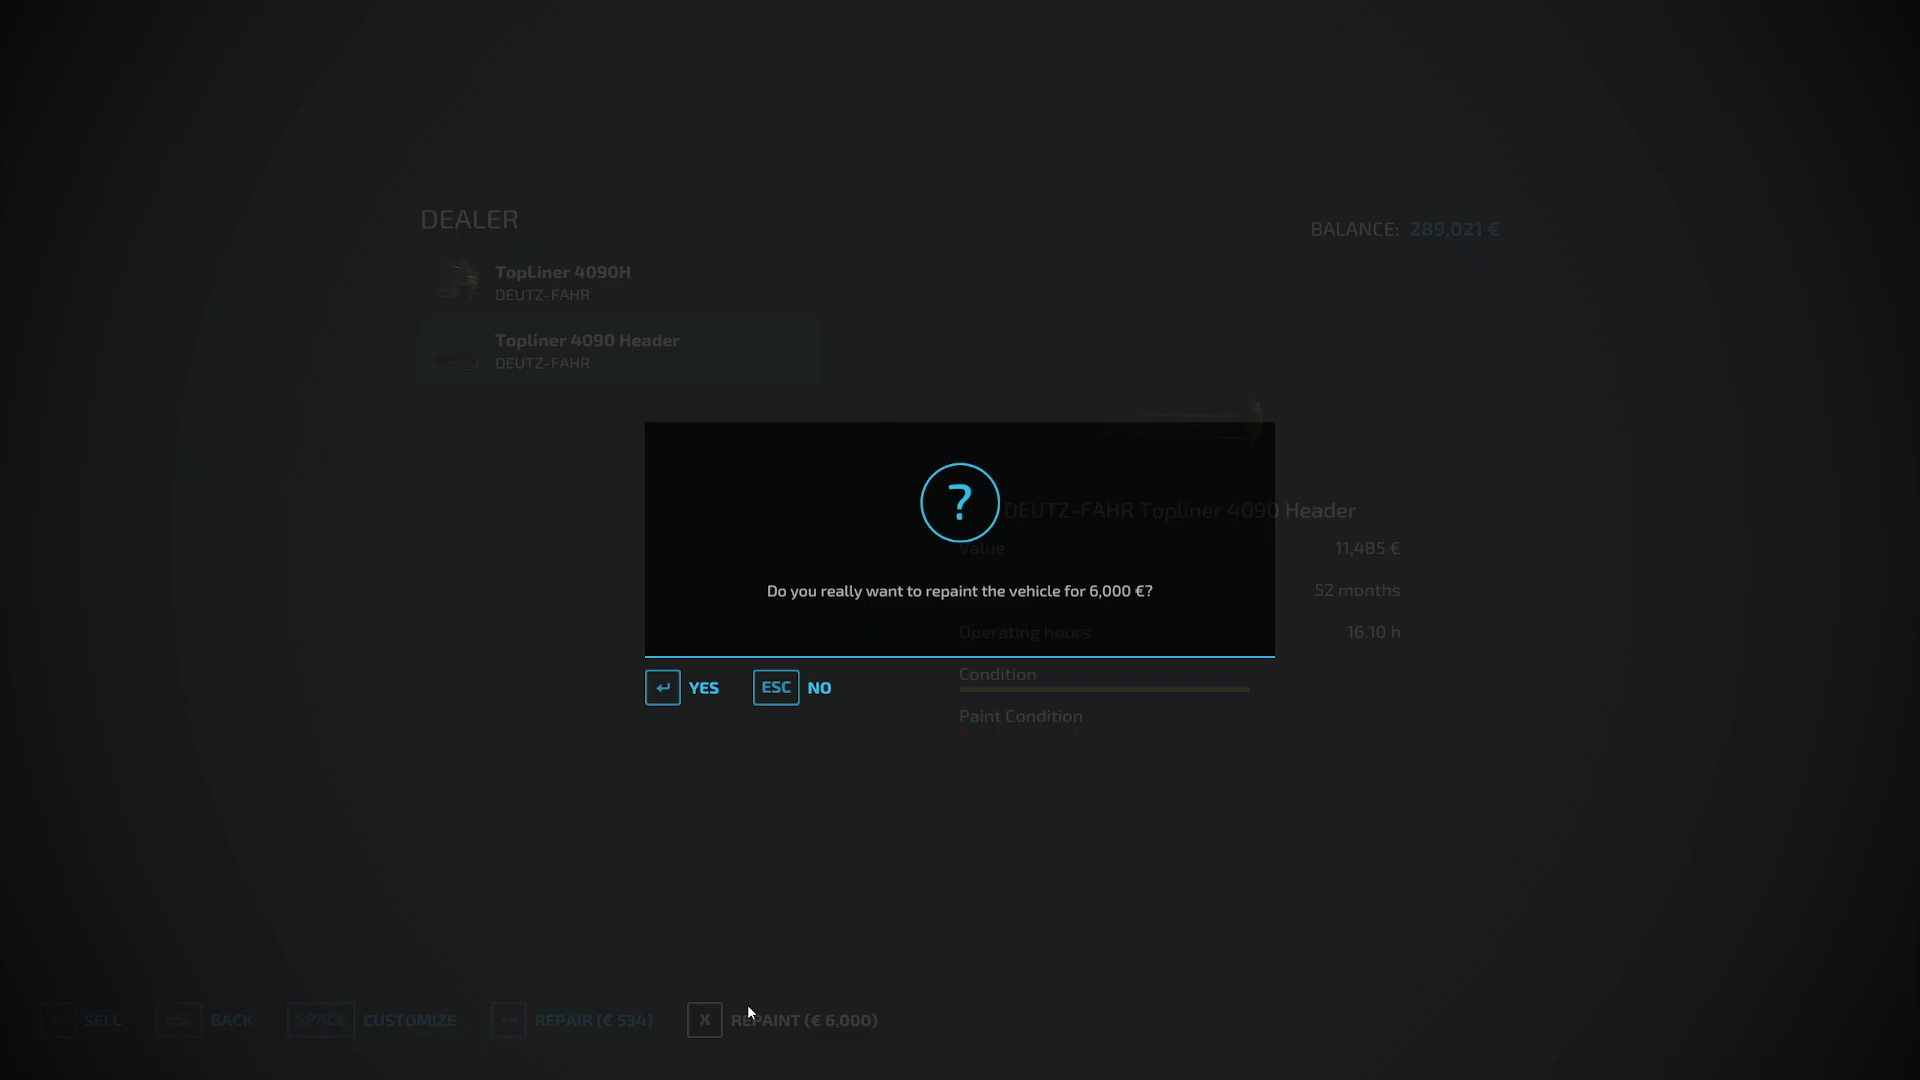 DEALER
BALANCE: 289,021 €
TopLiner 4090H
DEUTZ-FAHR
Topliner 4090 Header
DEUTZ-FAHR
?
DEUTZ-FAHR Topliner 4090 Header
Value 11,485 €
Do you really want to repaint the vehicle for 6,000 €?
52 months
Operating hours 16.10 h
Condition
YES ESC NO
Paint Condition
SELL ESC BACK SPACE CUSTOMIZE REPAIR (€ 534) X REPAINT (€ 6,000)